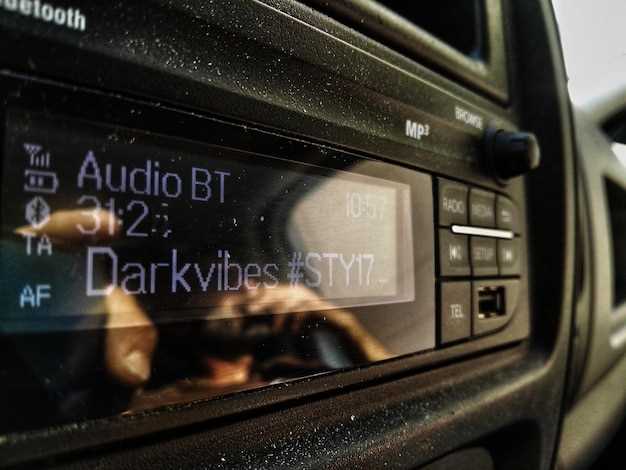 Bluetooth
BROWSE
MP3
Audio BT
31:2
10:57
TA
Darkvibes #STY17...
AF
RADIO MEDIA
SETUP
TEL